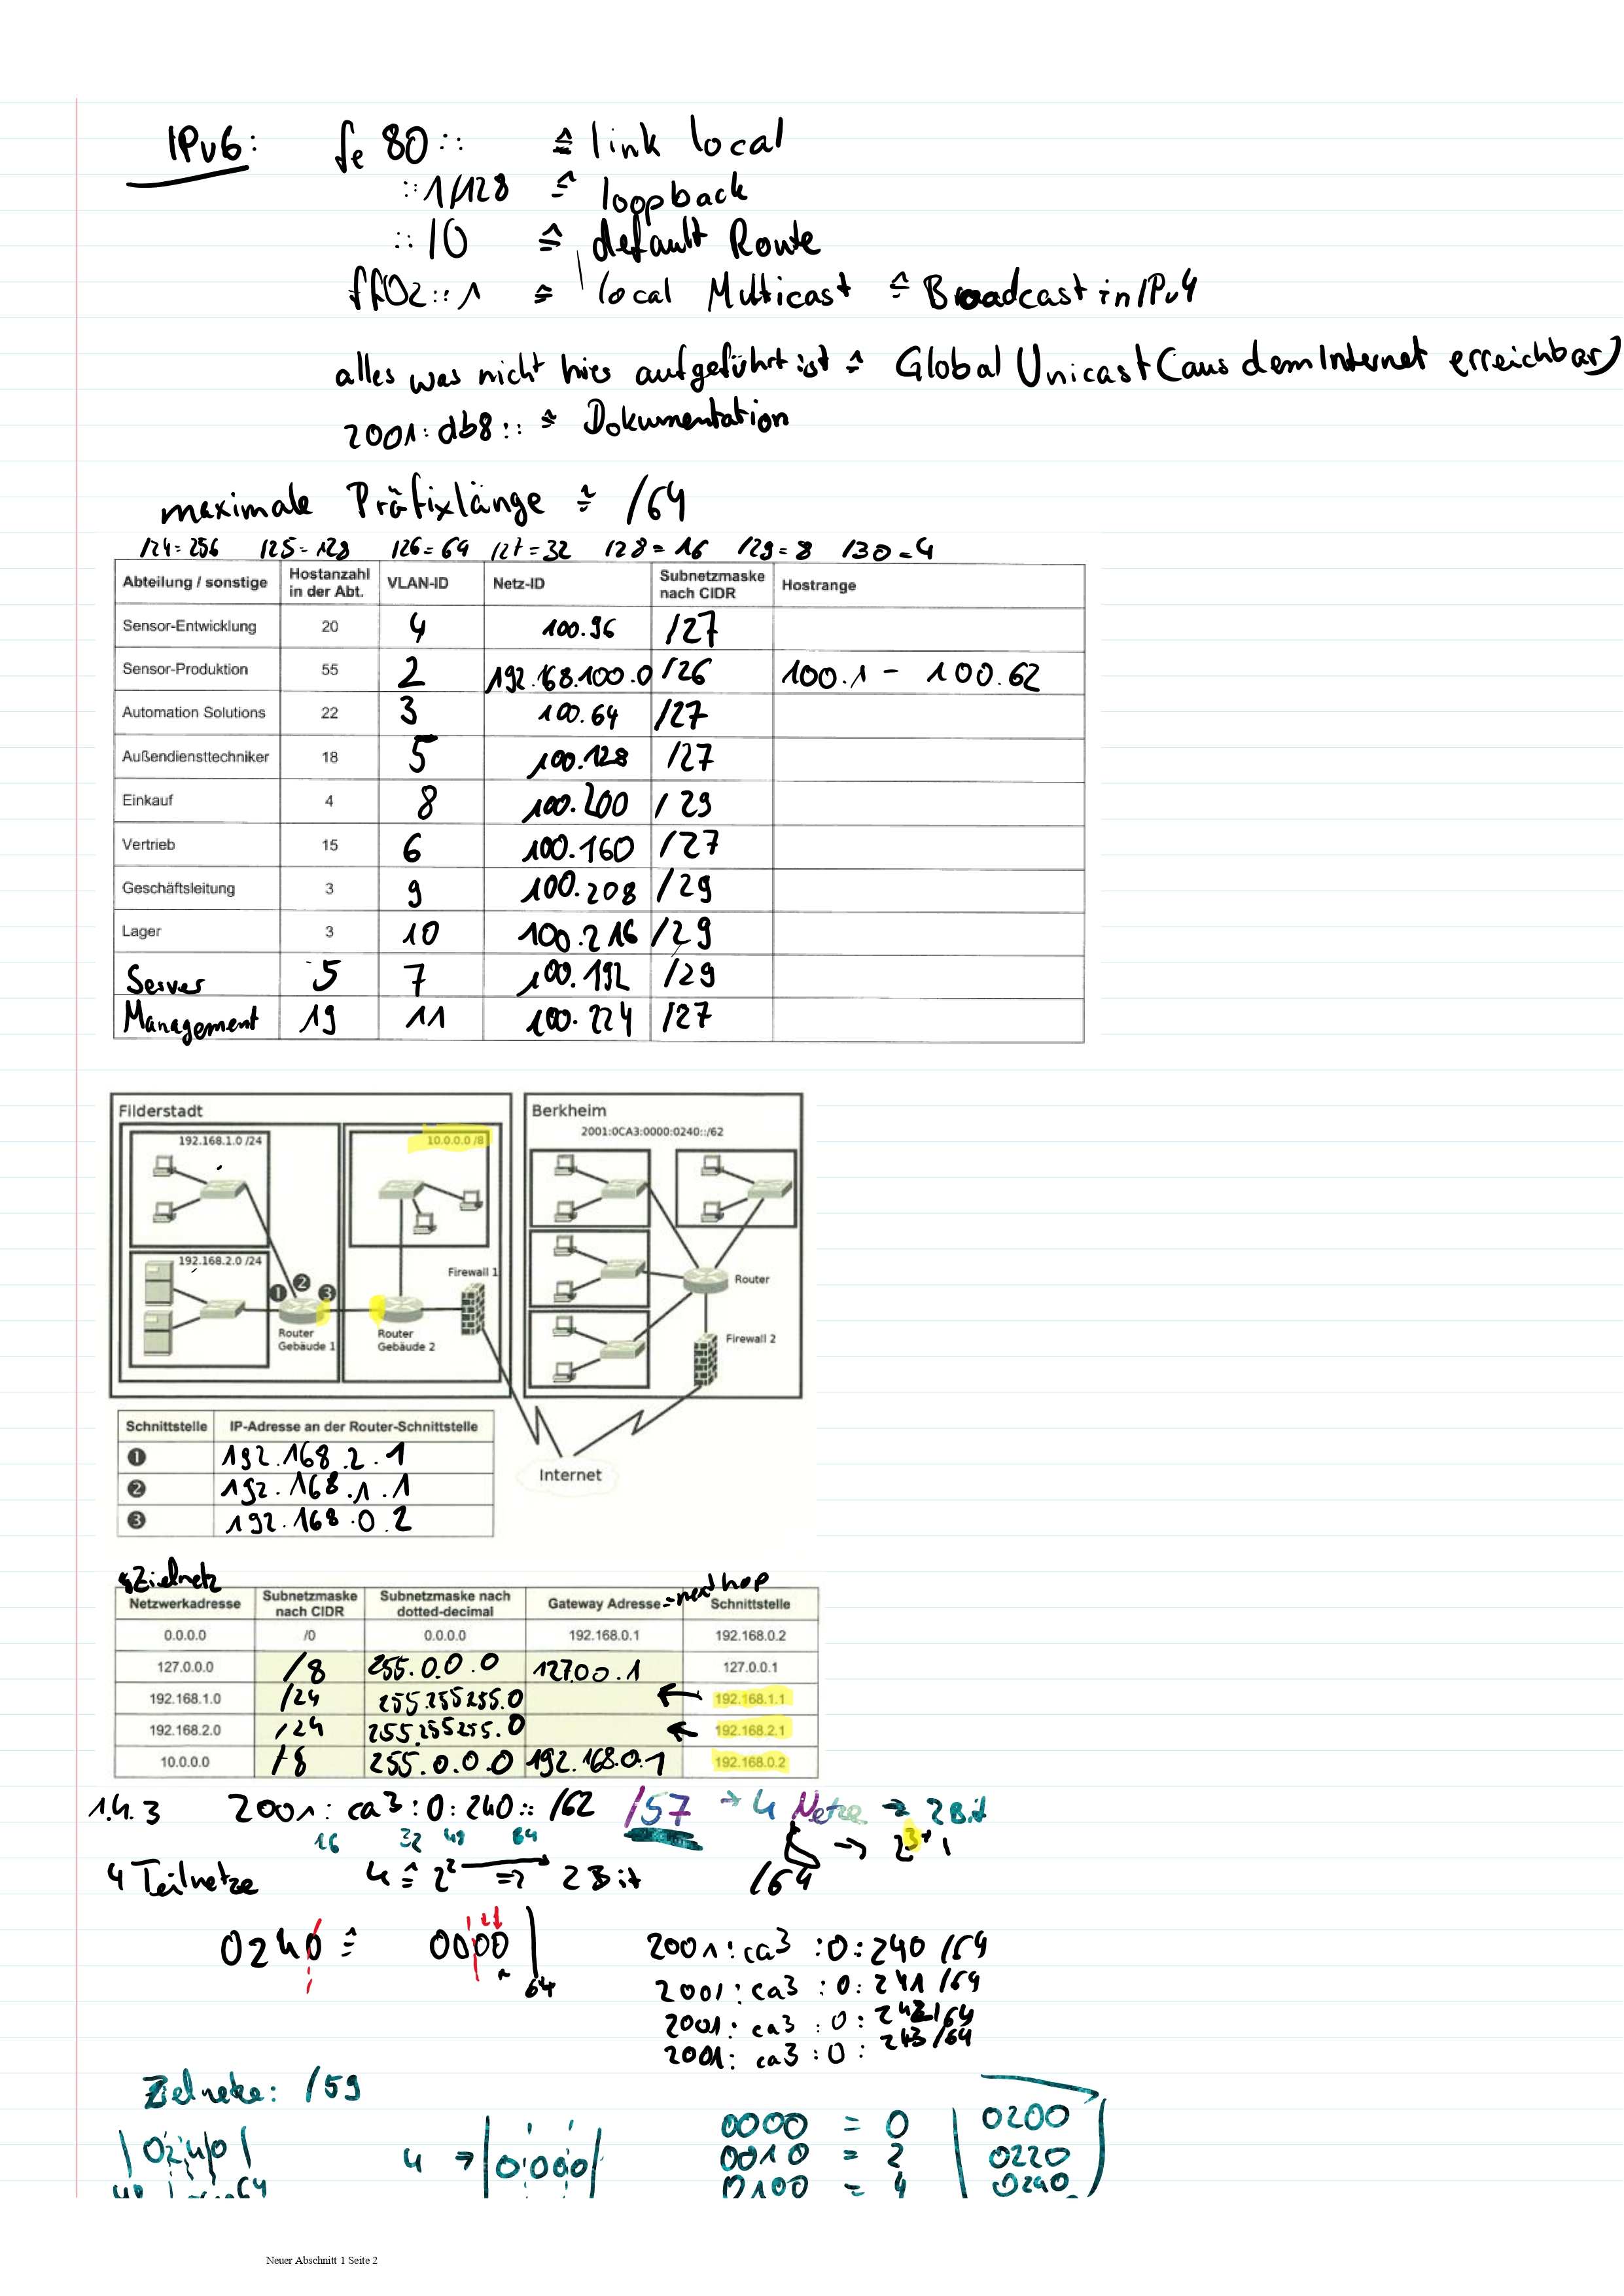 IPv6: fe80:: ≙ link local
::1/128 ≙ loopback
::/0 ≙ default Route
ff02::1 ≙ local Multicast ≙ Broadcast in IPv4
alles was nicht hier aufgeführt ist ≙ Global Unicast (aus dem Internet erreichbar)
2001:db8:: ≙ Dokumentation
maximale Präfixlänge ≙ /64
/24=256 /25=128 /26=64 /27=32 /28=16 /29=8 /30=4
Abteilung / sonstige Hostanzahl in der Abt. VLAN-ID Netz-ID Subnetzmaske nach CIDR Hostrange
Sensor-Entwicklung 20 4 100.96 /27
Sensor-Produktion 55 2 192.168.100.0 /26 100.1 - 100.62
Automation Solutions 22 3 100.64 /27
Außendiensttechniker 18 5 100.128 /27
Einkauf 4 8 100.200 /29
Vertrieb 15 6 100.160 /27
Geschäftsleitung 3 9 100.208 /29
Lager 3 10 100.216 /29
Server 5 7 100.192 /29
Management 19 11 100.224 /27
Filderstadt
192.168.1.0 /24
10.0.0.0 /8
192.168.2.0 /24
1 2 3
Firewall 1
Router Gebäude 1
Router Gebäude 2
Berkheim
2001:0CA3:0000:0240::/62
Router
Firewall 2
Internet
Schnittstelle IP-Adresse an der Router-Schnittstelle
1 192.168.2.1
2 192.168.1.1
3 192.168.0.2
Zielnetz
=next hop
Netzwerkadresse Subnetzmaske nach CIDR Subnetzmaske nach dotted-decimal Gateway Adresse Schnittstelle
0.0.0.0 /0 0.0.0.0 192.168.0.1 192.168.0.2
127.0.0.0 /8 255.0.0.0 127.0.0.1 127.0.0.1
192.168.1.0 /24 255.255.255.0 ← 192.168.1.1
192.168.2.0 /24 255.255.255.0 ← 192.168.2.1
10.0.0.0 /8 255.0.0.0 192.168.0.1 192.168.0.2
1.4.3 2001:ca3:0:240::/62 /57 → 4 Netze → 2Bit
16 32 48 64
4 Teilnetze 4 ≙ 2² => 2 Bit /64
0240 ≙ 0000
64
2001:ca3:0:240/64
2001:ca3:0:241/64
2001:ca3:0:242/64
2001:ca3:0:243/64
Zielnetze: /59
0240 4 → 0000
0000 = 0 0200
0010 = 2 0220
0100 = 4 0240
48 64
Neuer Abschnitt 1 Seite 2